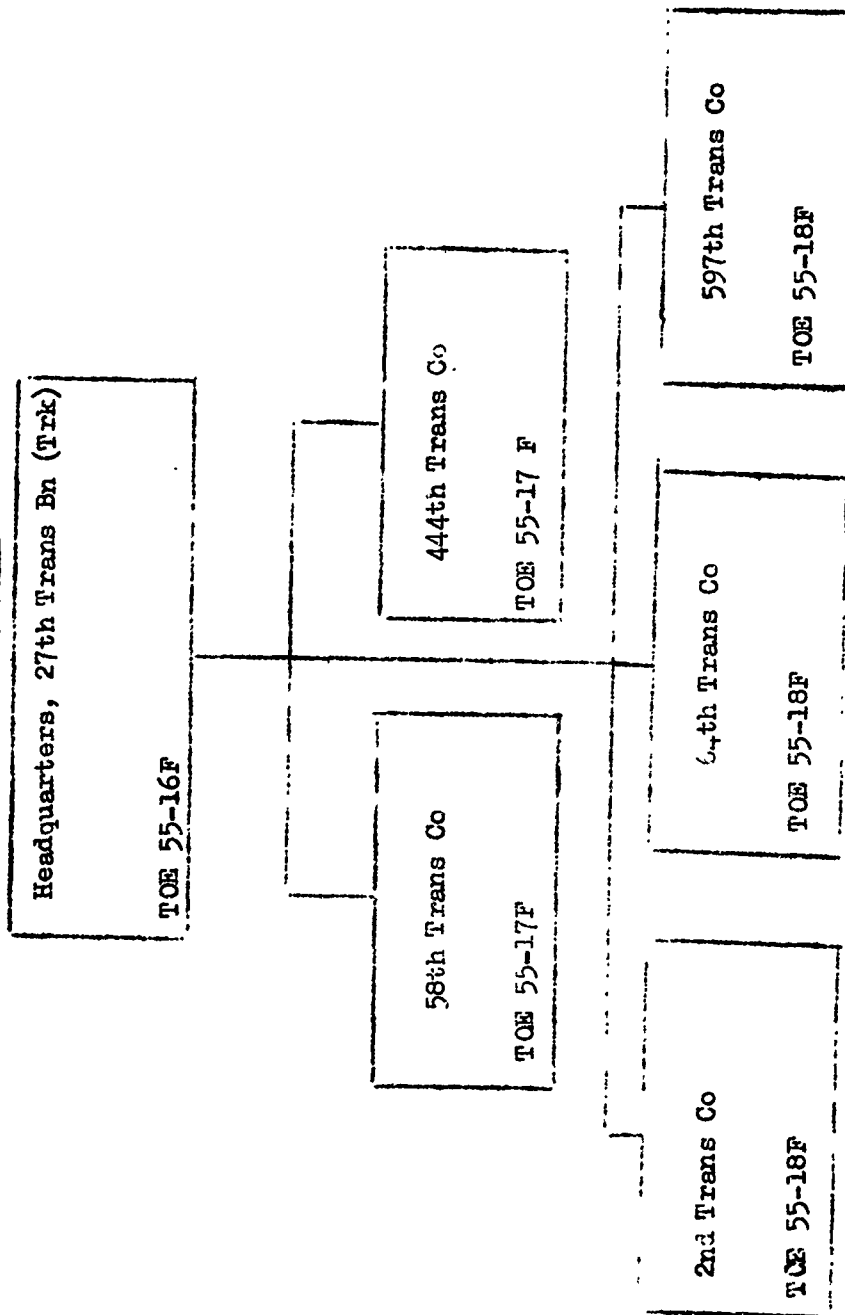 Headquarters, 27th Trans Bn (Trk)
TOE 55-16F
58th Trans Co
TOE 55-17F
444th Trans Co
TOE 55-17 F
2nd Trans Co
TOE 55-18F
Trans Co
TOE 55-18F
597th Trans Co
TOE 55-18F